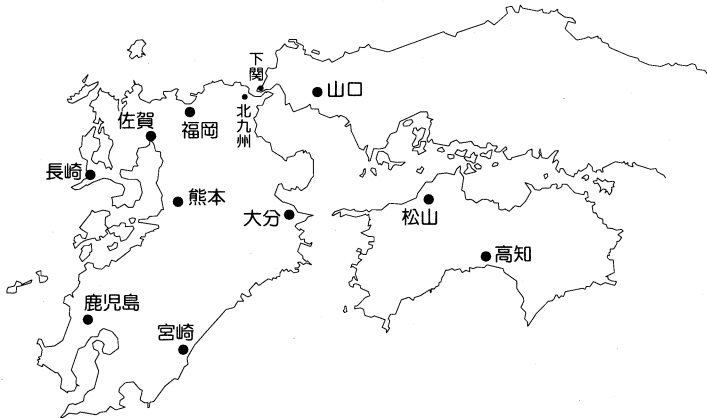 下関
山口
北九州
福岡
佐賀
長崎
熊本
大分
松山
高知
鹿児島
宮崎